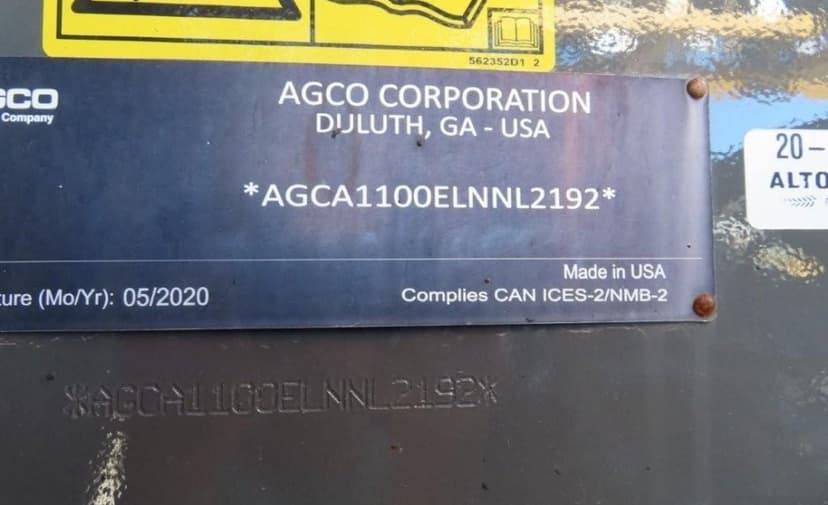 562352D1 2
GCO
Company
AGCO CORPORATION
DULUTH, GA - USA
*AGCA1100ELNNL2192*
Made in USA
ture (Mo/Yr): 05/2020
Complies CAN ICES-2/NMB-2
20-
ALTO
*AGCA1100ELNNL2192*